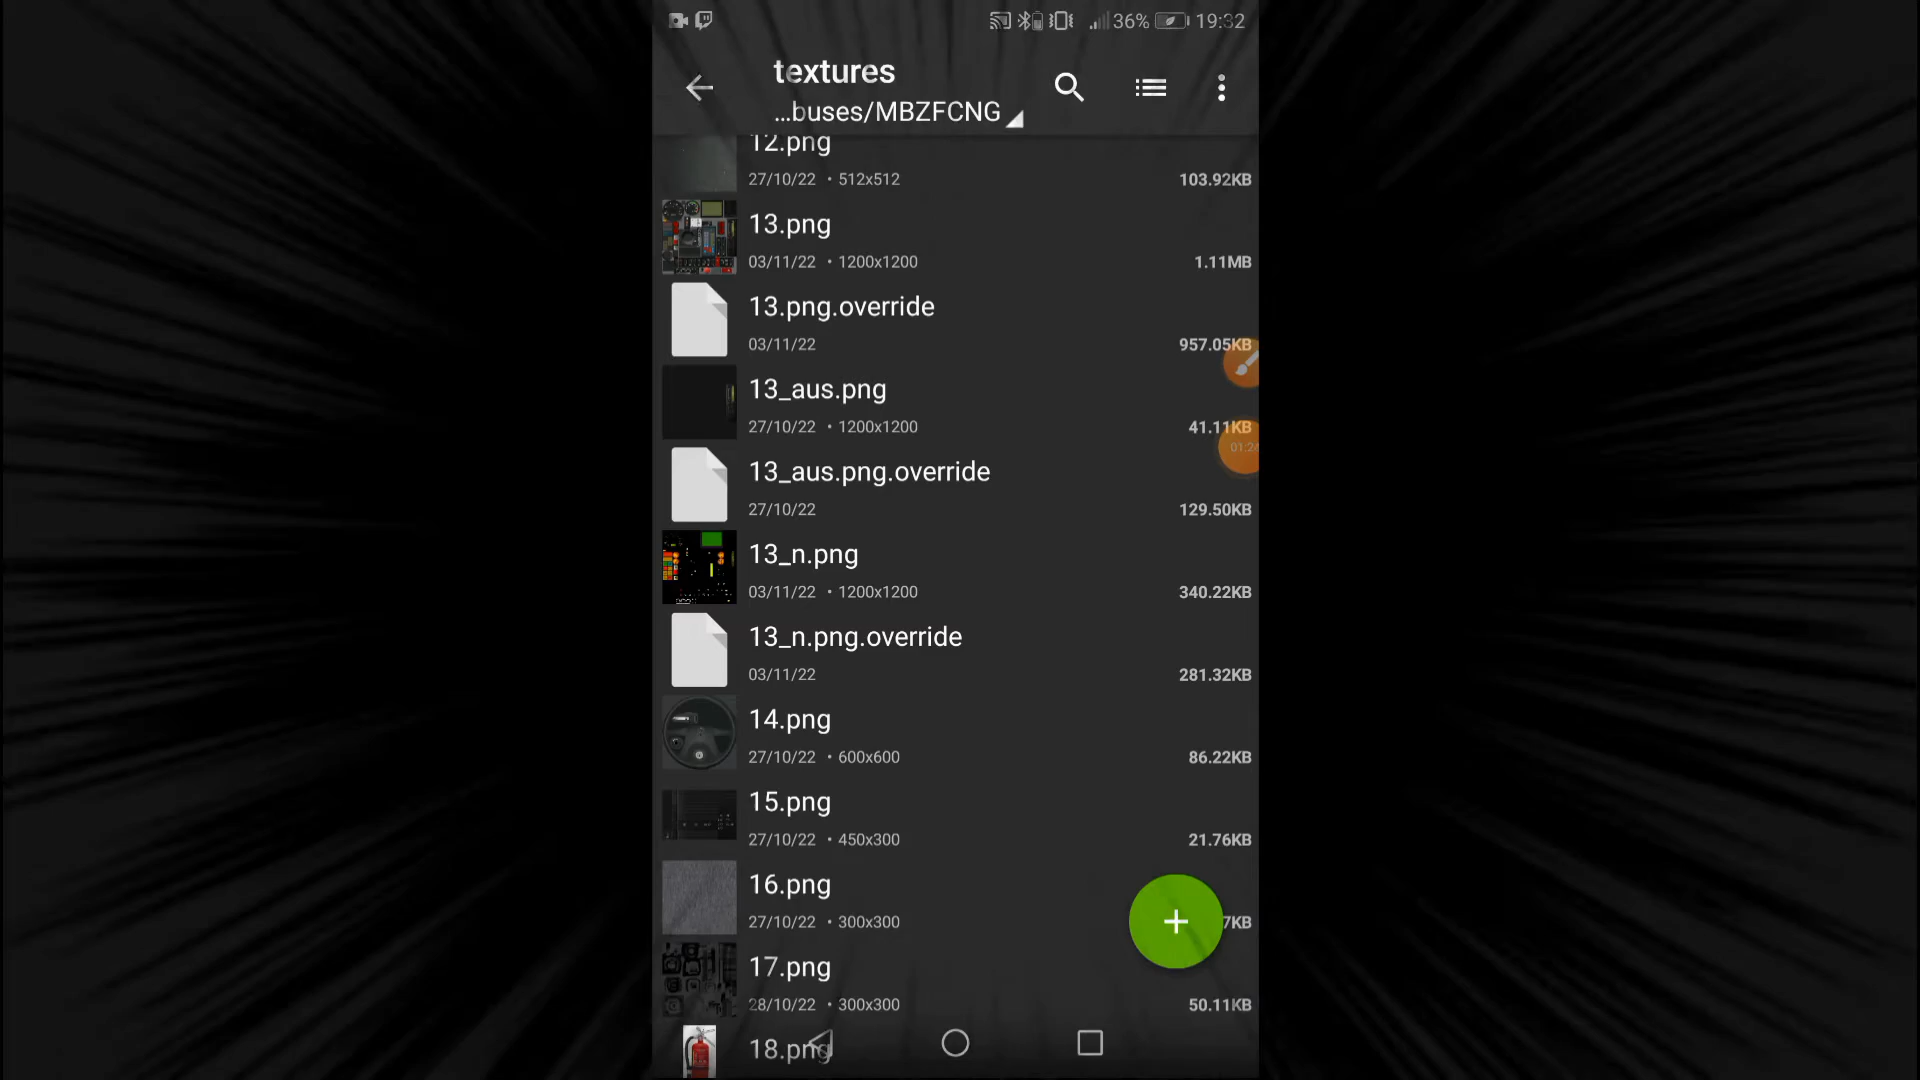 36% 19:32
textures
...buses/MBZFCNG
12.png
27/10/22 • 512x512 103.92KB
13.png
03/11/22 • 1200x1200 1.11MB
13.png.override
03/11/22 957.05KB
13_aus.png
27/10/22 • 1200x1200 41.11KB
01:24
13_aus.png.override
27/10/22 129.50KB
13_n.png
03/11/22 • 1200x1200 340.22KB
13_n.png.override
03/11/22 281.32KB
14.png
27/10/22 • 600x600 86.22KB
15.png
27/10/22 • 450x300 21.76KB
16.png
27/10/22 • 300x300 7KB
17.png
28/10/22 • 300x300 50.11KB
18.png